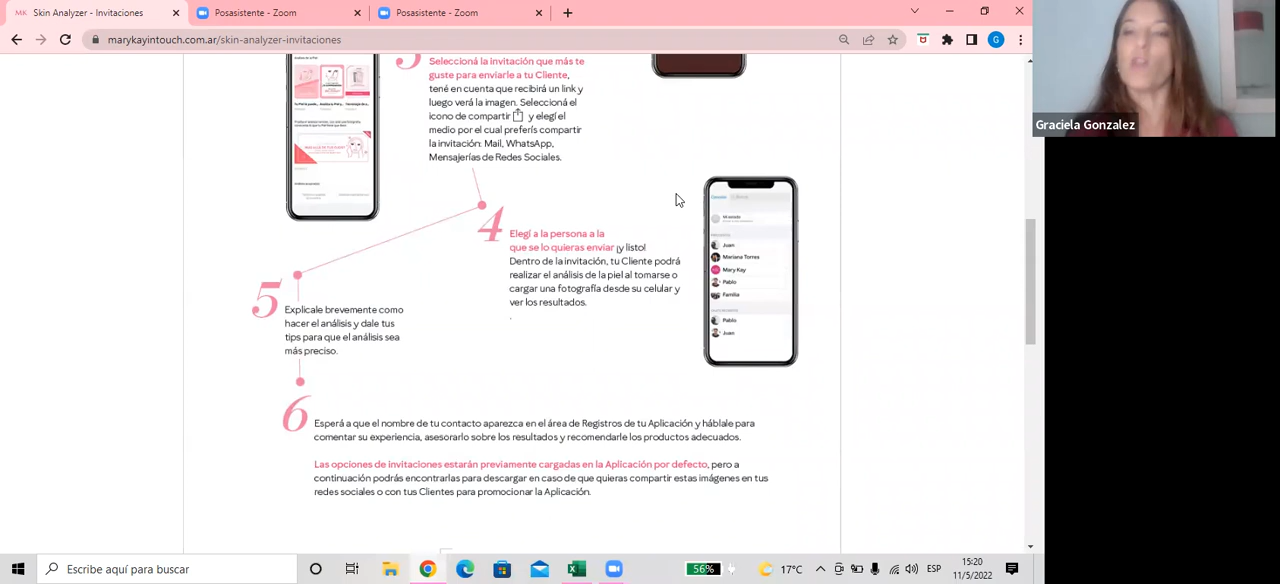 MK Skin Analyzer - Invitaciones
Posasistente - Zoom
Posasistente - Zoom
marykayintouch.com.ar/skin-analyzer-invitaciones
G
Graciela Gonzalez
3
Seleccioná la invitación que más te
guste para enviarle a tu Cliente,
tené en cuenta que recibirá un link y
luego verá la imagen. Seleccioná el
icono de compartir y elegí el
medio por el cual preferís compartir
la invitación: Mail, WhatsApp,
Mensajerías de Redes Sociales.
4
Elegí a la persona a la
que se lo quieras enviar ¡y listo!
Dentro de la invitación, tu Cliente podrá
realizar el análisis de la piel al tomarse o
cargar una fotografía desde su celular y
ver los resultados.
.
Juan
Mariana Torres
Mary Kay
Pablo
Familia
Pablo
Juan
5
Explicale brevemente como
hacer el análisis y dale tus
tips para que el análisis sea
más preciso.
6
Esperá a que el nombre de tu contacto aparezca en el área de Registros de tu Aplicación y háblale para
comentar su experiencia, asesorarlo sobre los resultados y recomendarle los productos adecuados.
Las opciones de invitaciones estarán previamente cargadas en la Aplicación por defecto, pero a
continuación podrás encontrarlas para descargar en caso de que quieras compartir estas imágenes en tus
redes sociales o con tus Clientes para promocionar la Aplicación.
Escribe aquí para buscar
56%
17°C
ESP
15:20
11/5/2022